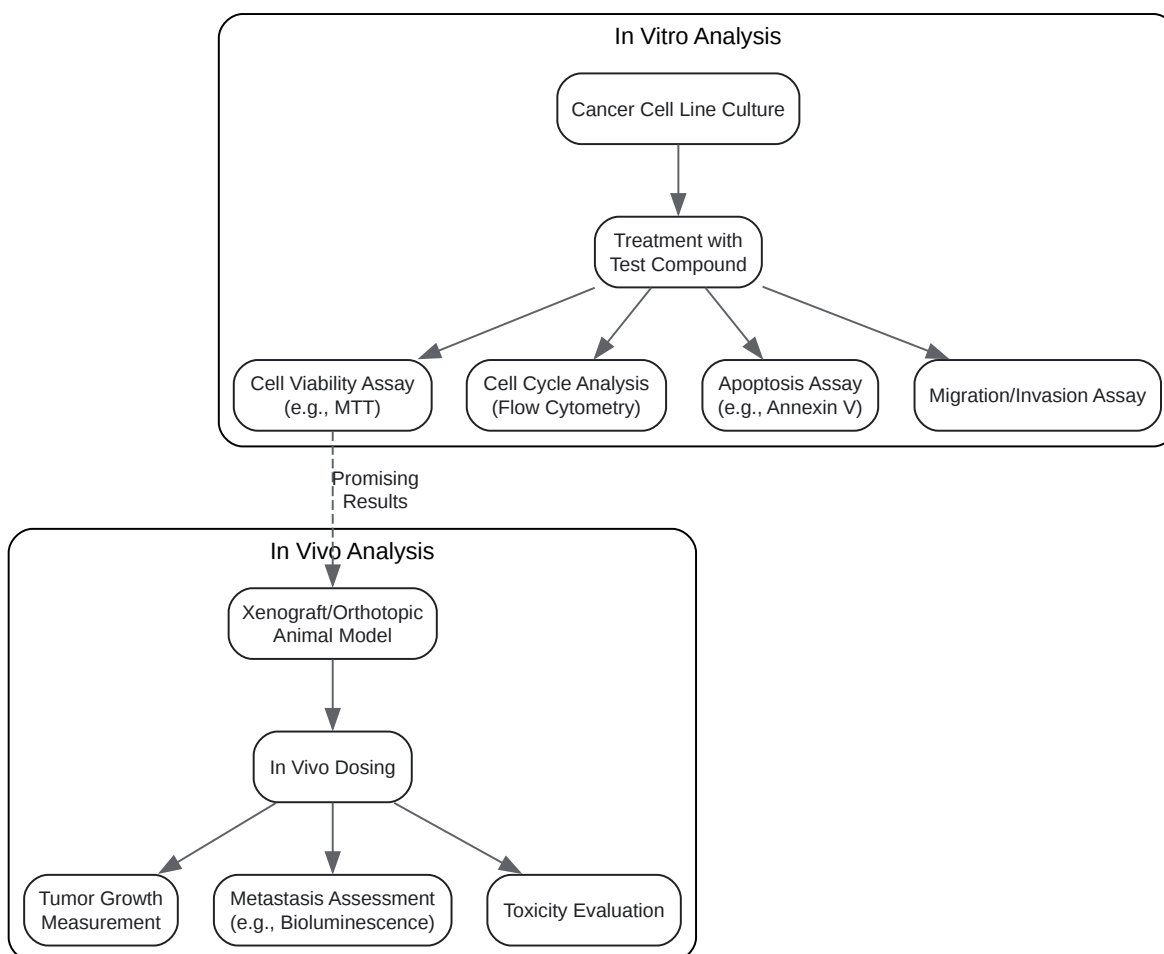 In Vitro Analysis
Cancer Cell Line Culture
Treatment with
Test Compound
Cell Viability Assay
(e.g., MTT)
Cell Cycle Analysis
(Flow Cytometry)
Apoptosis Assay
(e.g., Annexin V)
Migration/Invasion Assay
Promising
Results
In Vivo Analysis
Xenograft/Orthotopic
Animal Model
In Vivo Dosing
Tumor Growth
Measurement
Metastasis Assessment
(e.g., Bioluminescence)
Toxicity Evaluation